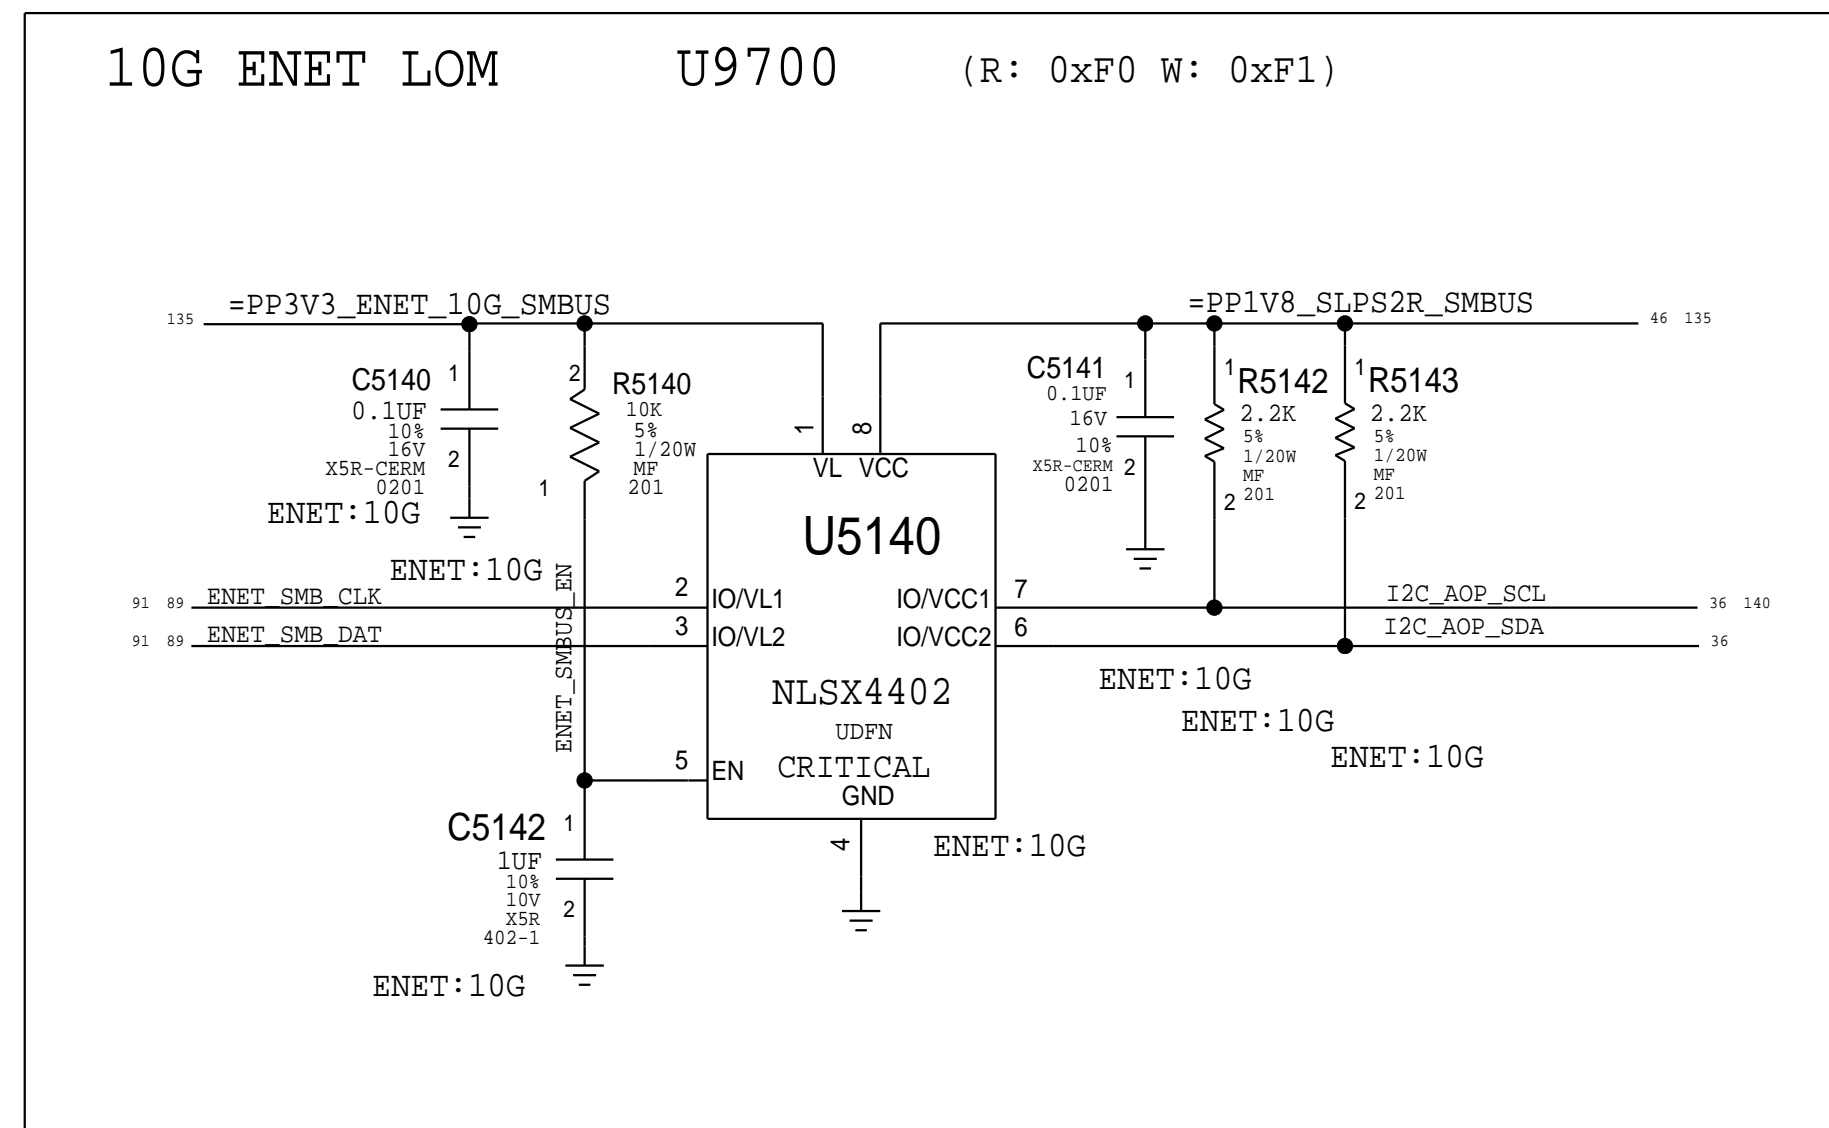 10G ENET LOM U9700 (R: 0xF0 W: 0xF1)
=PP3V3_ENET_10G_SMBUS
135
=PP1V8_SLPS2R_SMBUS
46 135
C5140
1
0.1UF
10%
16V
X5R-CERM
2
0201
ENET:10G
2
R5140
10K
5%
1/20W
MF
201
1
ENET:10G
ENET_SMBUS_EN
C5141
1
0.1UF
16V
10%
X5R-CERM
2
0201
1
R5142
2.2K
5%
1/20W
MF
201
2
1
R5143
2.2K
5%
1/20W
MF
201
2
1
8
VL VCC
U5140
91 89 ENET_SMB_CLK
2
IO/VL1
IO/VCC1
7
I2C_AOP_SCL
36 140
91 89 ENET_SMB_DAT
3
IO/VL2
IO/VCC2
6
I2C_AOP_SDA
36
NLSX4402
UDFN
5
EN
CRITICAL
GND
4
ENET:10G
ENET:10G
ENET:10G
ENET:10G
C5142
1
1UF
10%
10V
X5R
2
402-1
ENET:10G